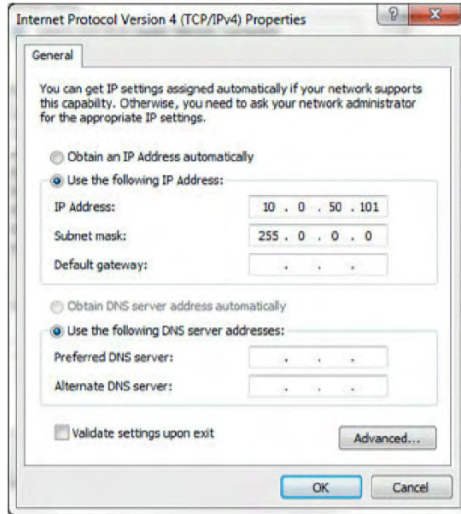 Internet Protocol Version 4 (TCP/IPv4) Properties
General
You can get IP settings assigned automatically if your network supports
this capability. Otherwise, you need to ask your network administrator
for the appropriate IP settings.
Obtain an IP Address automatically
Use the following IP Address:
IP Address: 10 . 0 . 50 . 101
Subnet mask: 255 . 0 . 0 . 0
Default gateway: . . .
Obtain DNS server address automatically
Use the following DNS server addresses:
Preferred DNS server: . . .
Alternate DNS server: . . .
Validate settings upon exit
Advanced...
OK Cancel